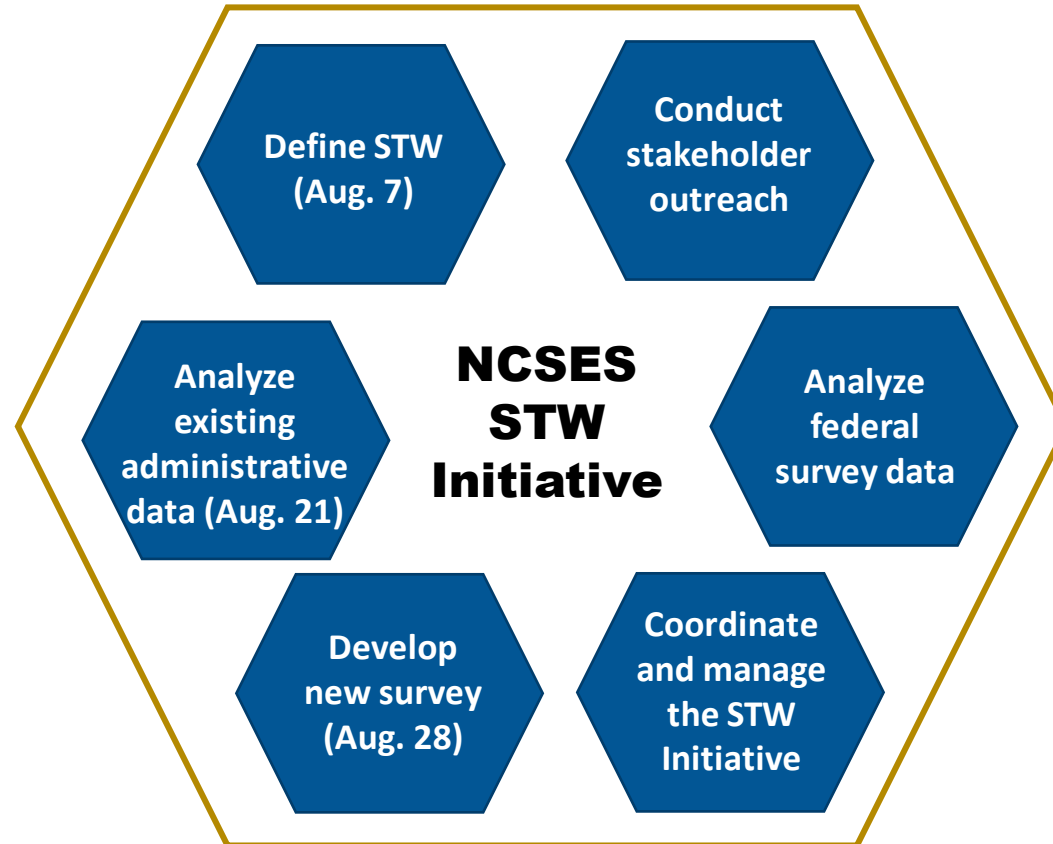 Define STW
(Aug. 7)
Conduct
stakeholder
outreach
Analyze
existing
administrative
data (Aug. 21)
NCSES
STW
Initiative
Analyze
federal
survey data
Develop
new survey
(Aug. 28)
Coordinate
and manage
the STW
Initiative